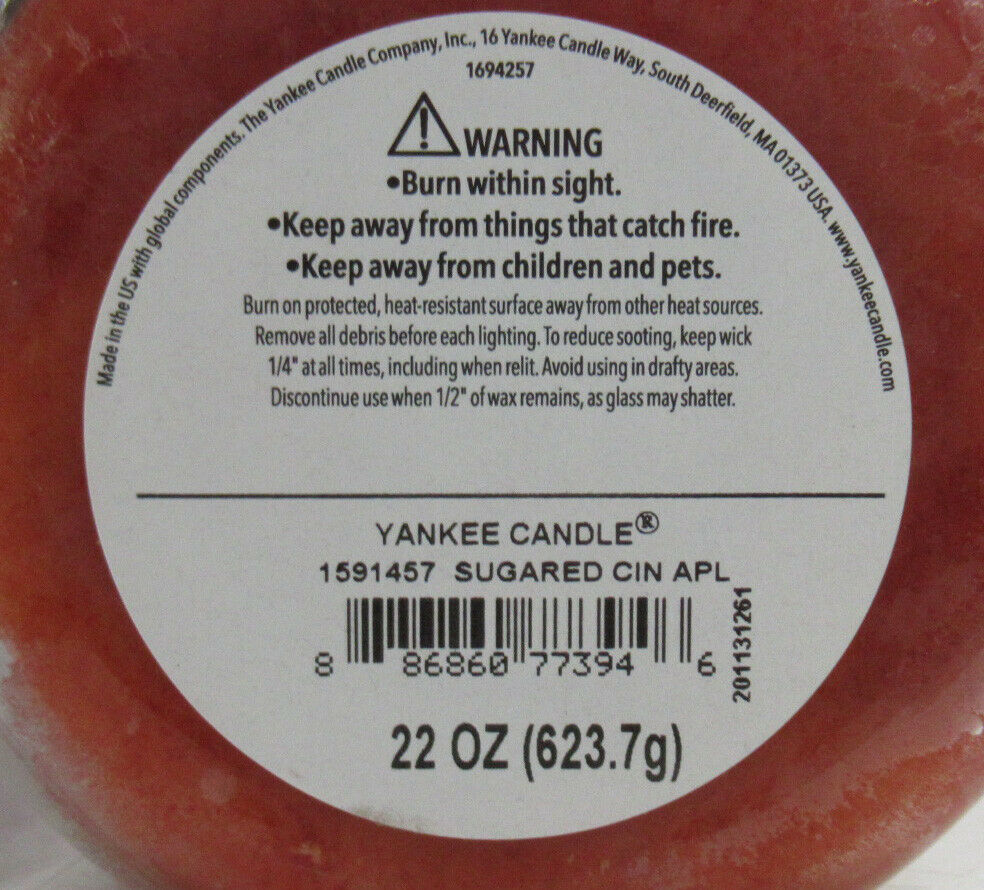 Made in the US with global components. The Yankee Candle Company, Inc., 16 Yankee Candle Way, South Deerfield, MA 01373 USA. www.yankeecandle.com
1694257
WARNING
•Burn within sight.
•Keep away from things that catch fire.
•Keep away from children and pets.
Burn on protected, heat-resistant surface away from other heat sources.
Remove all debris before each lighting. To reduce sooting, keep wick
1/4" at all times, including when relit. Avoid using in drafty areas.
Discontinue use when 1/2" of wax remains, as glass may shatter.
YANKEE CANDLE®
1591457 SUGARED CIN APL
8 86860 77394 6
201131261
22 OZ (623.7g)